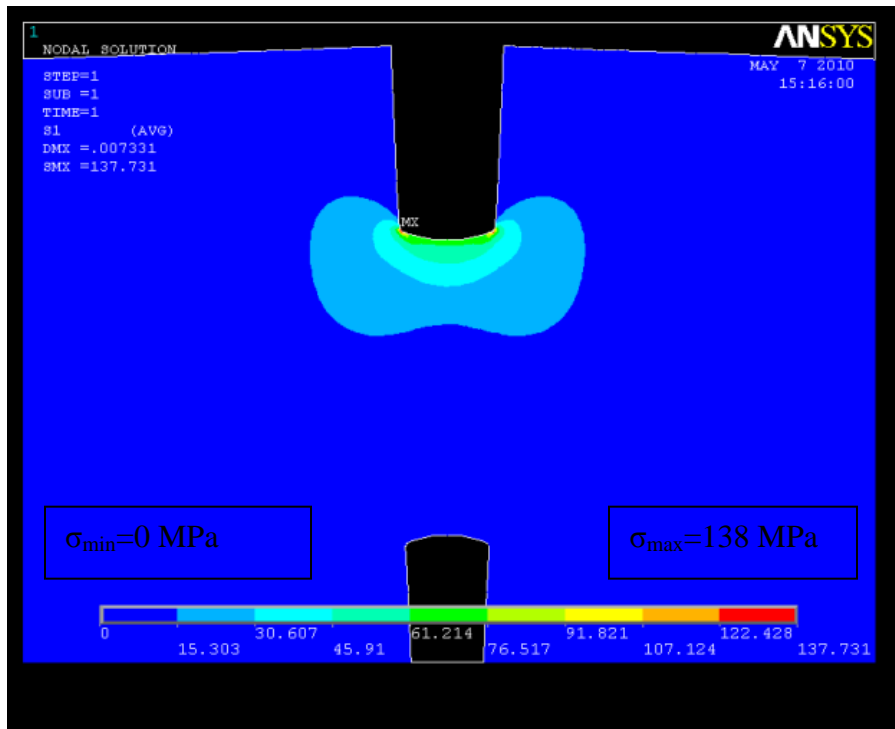 1
ANSYS
NODAL SOLUTION
MAY 7 2010
15:16:00
STEP=1
SUB =1
TIME=1
S1 (AVG)
DMX =.007331
SMX =137.731
MX
σmin=0 MPa
σmax=138 MPa
0 30.607 61.214 91.821 122.428
15.303 45.91 76.517 107.124 137.731